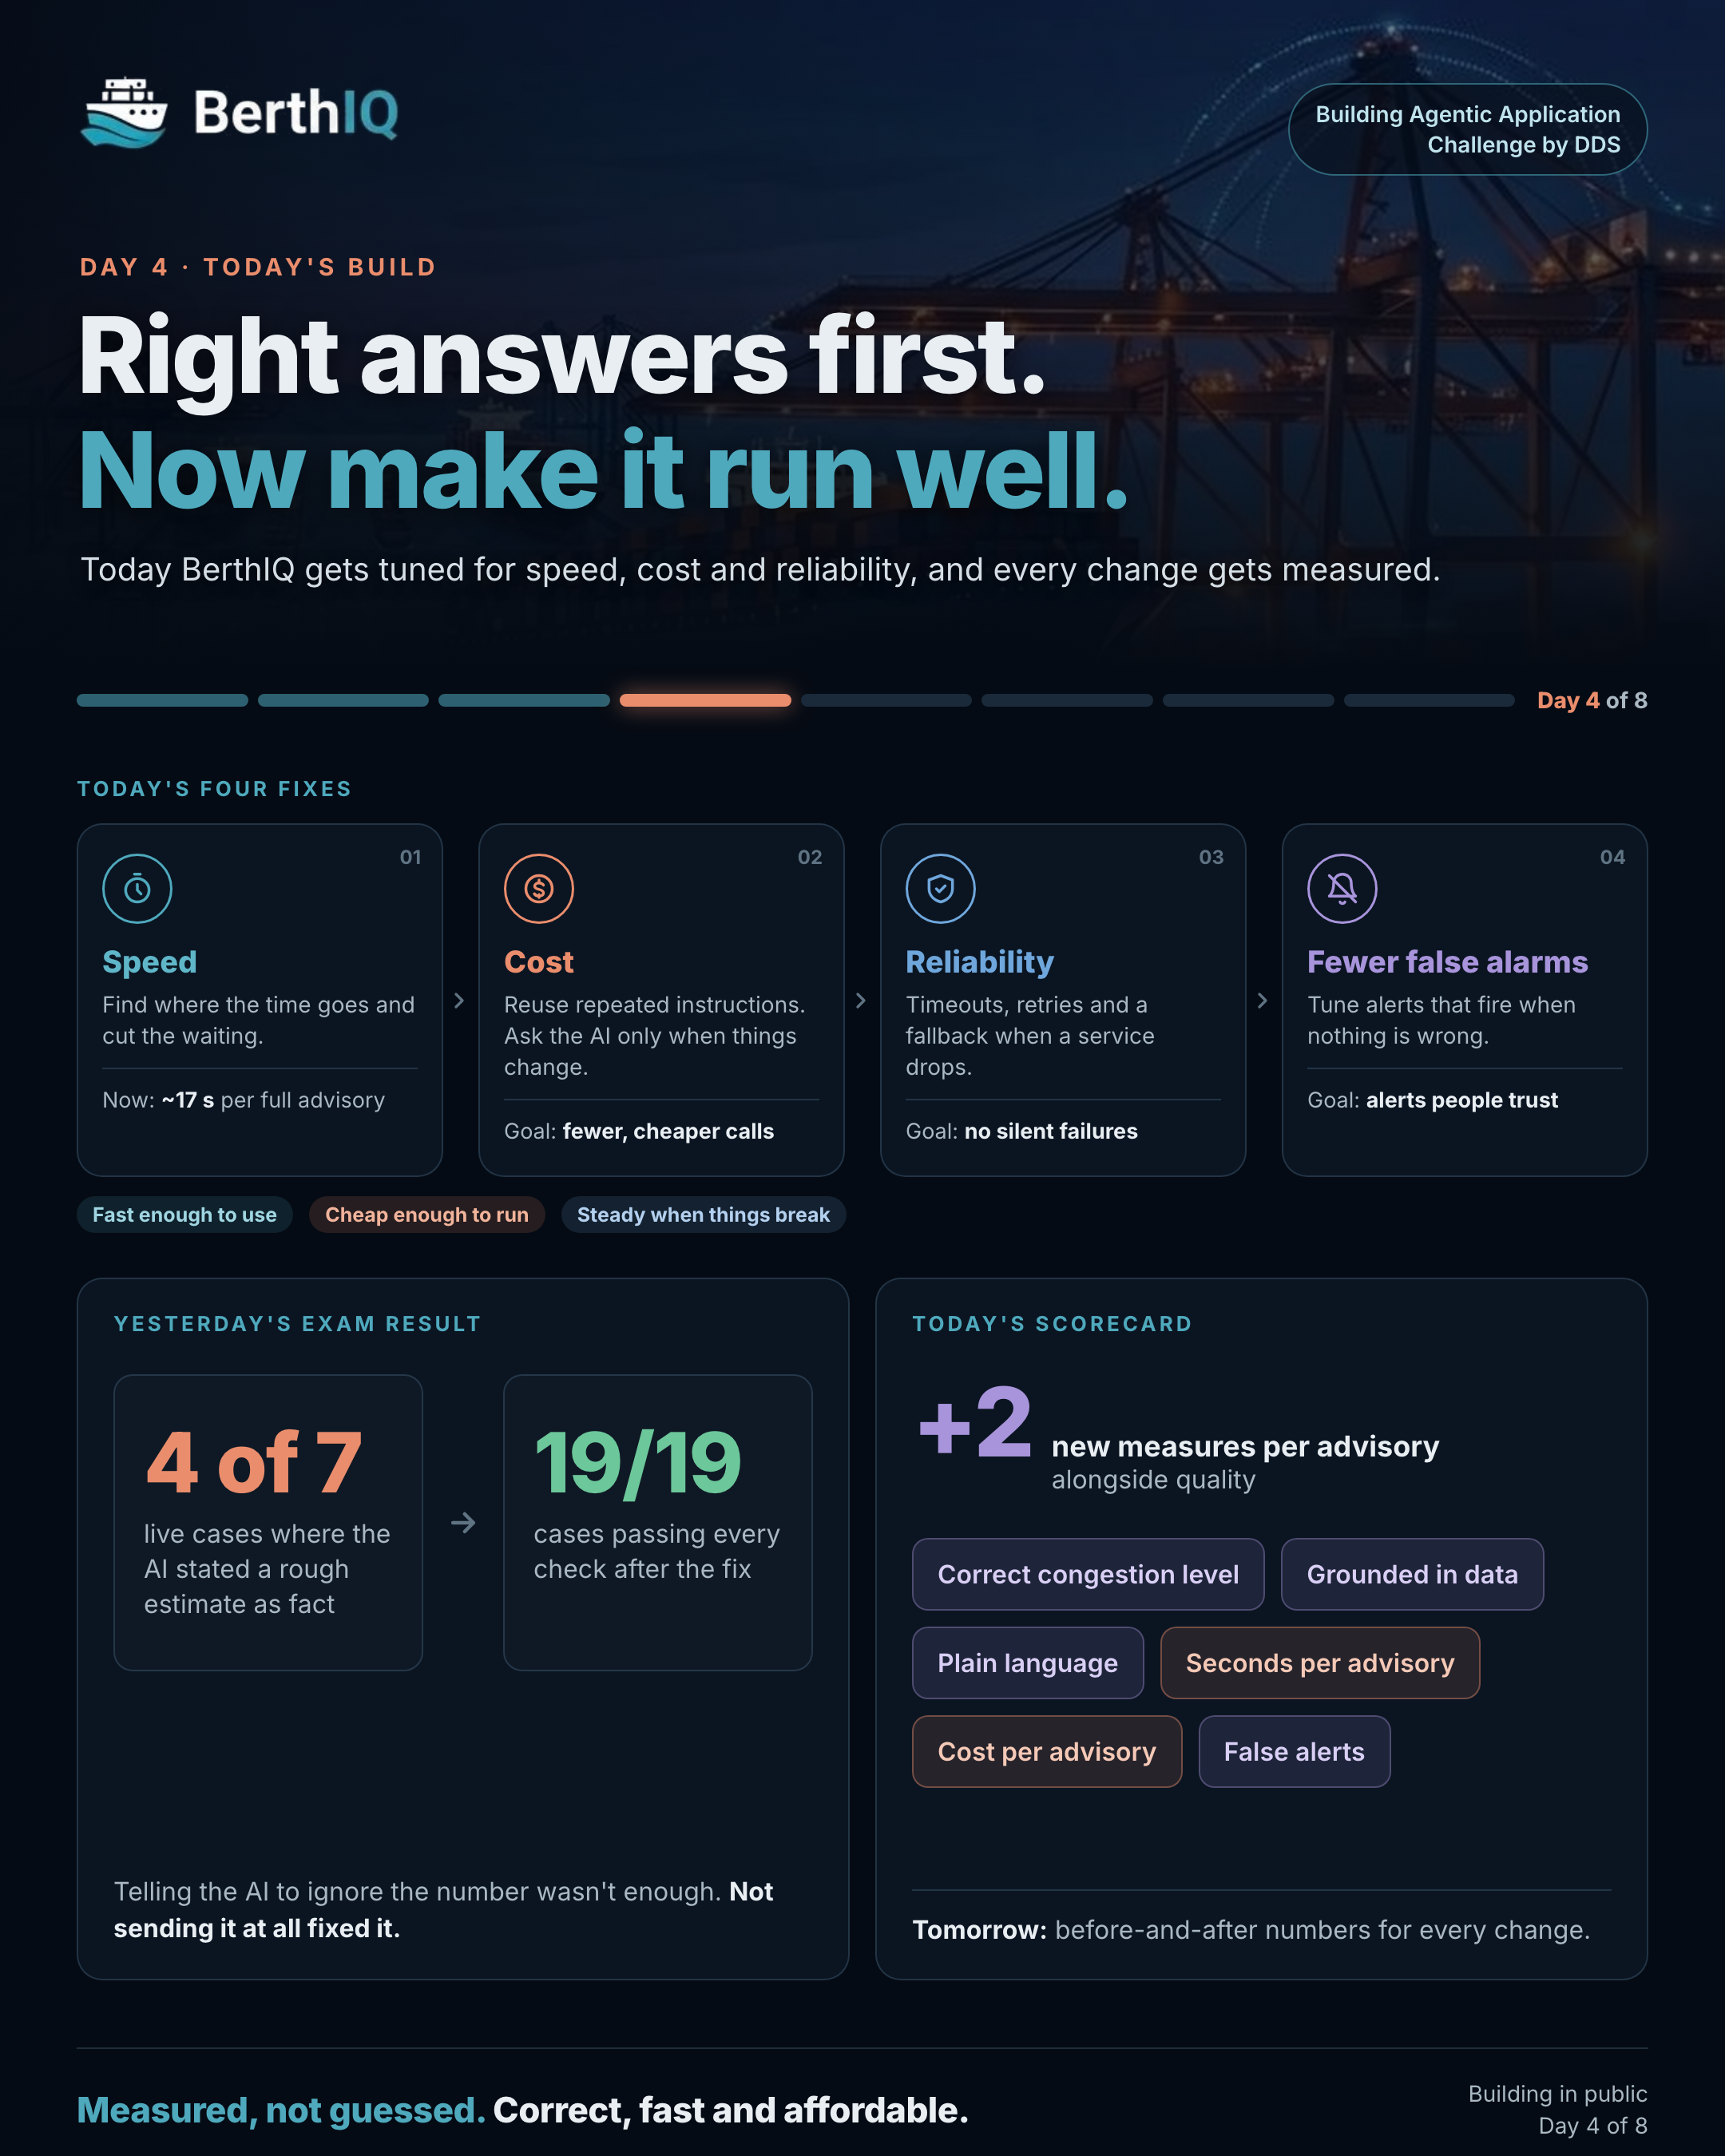 BerthIQ
Building Agentic Application
Challenge by DDS
DAY 4 · TODAY'S BUILD
Right answers first.
Now make it run well.
Today BerthIQ gets tuned for speed, cost and reliability, and every change gets measured.
Day 4 of 8
TODAY'S FOUR FIXES
01
Speed
Find where the time goes and
cut the waiting.
Now: ~17 s per full advisory
02
Cost
Reuse repeated instructions.
Ask the AI only when things
change.
Goal: fewer, cheaper calls
03
Reliability
Timeouts, retries and a
fallback when a service
drops.
Goal: no silent failures
04
Fewer false alarms
Tune alerts that fire when
nothing is wrong.
Goal: alerts people trust
Fast enough to use
Cheap enough to run
Steady when things break
YESTERDAY'S EXAM RESULT
4 of 7
live cases where the
AI stated a rough
estimate as fact
→
19/19
cases passing every
check after the fix
Telling the AI to ignore the number wasn't enough. Not
sending it at all fixed it.
TODAY'S SCORECARD
+2
new measures per advisory
alongside quality
Correct congestion level
Grounded in data
Plain language
Seconds per advisory
Cost per advisory
False alerts
Tomorrow: before-and-after numbers for every change.
Measured, not guessed. Correct, fast and affordable.
Building in public
Day 4 of 8